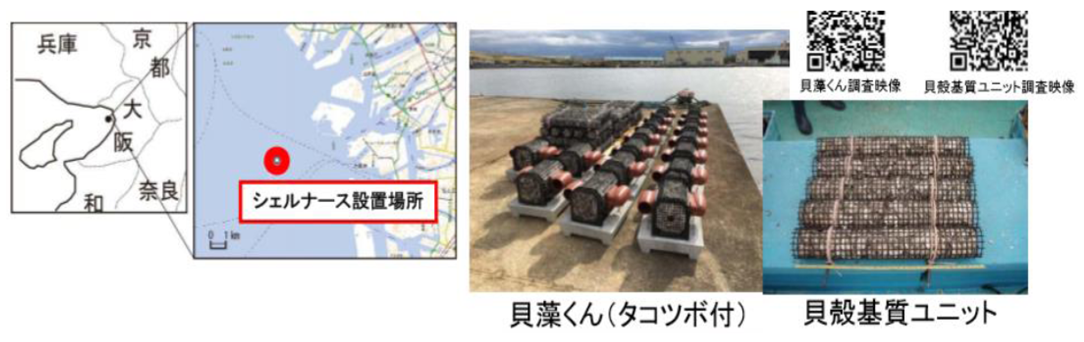 兵庫
京
都
大
阪
奈良
和
シェルナース設置場所
0 1km
貝藻くん調査映像
貝殻基質ユニット調査映像
貝藻くん(タコツボ付)
貝殻基質ユニット